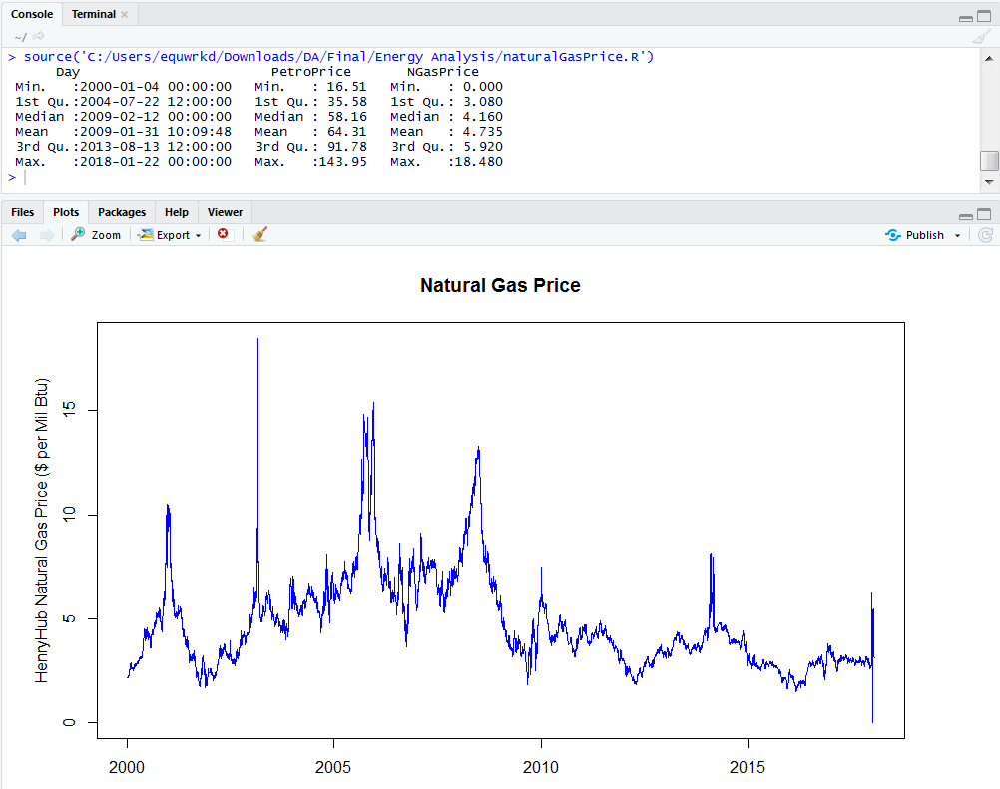 Console Terminal
~/
> source('C:/Users/equwrkd/Downloads/DA/Final/Energy Analysis/naturalGasPrice.R')
Day PetroPrice NGasPrice
Min. :2000-01-04 00:00:00 Min. : 16.51 Min. : 0.000
1st Qu.:2004-07-22 12:00:00 1st Qu.: 35.58 1st Qu.: 3.080
Median :2009-02-12 00:00:00 Median : 58.16 Median : 4.160
Mean :2009-01-31 10:09:48 Mean : 64.31 Mean : 4.735
3rd Qu.:2013-08-13 12:00:00 3rd Qu.: 91.78 3rd Qu.: 5.920
Max. :2018-01-22 00:00:00 Max. :143.95 Max. :18.480
>
Files Plots Packages Help Viewer
Zoom Export Publish
Natural Gas Price
HenryHub Natural Gas Price ($ per Mil Btu)
15
10
5
0
2000 2005 2010 2015